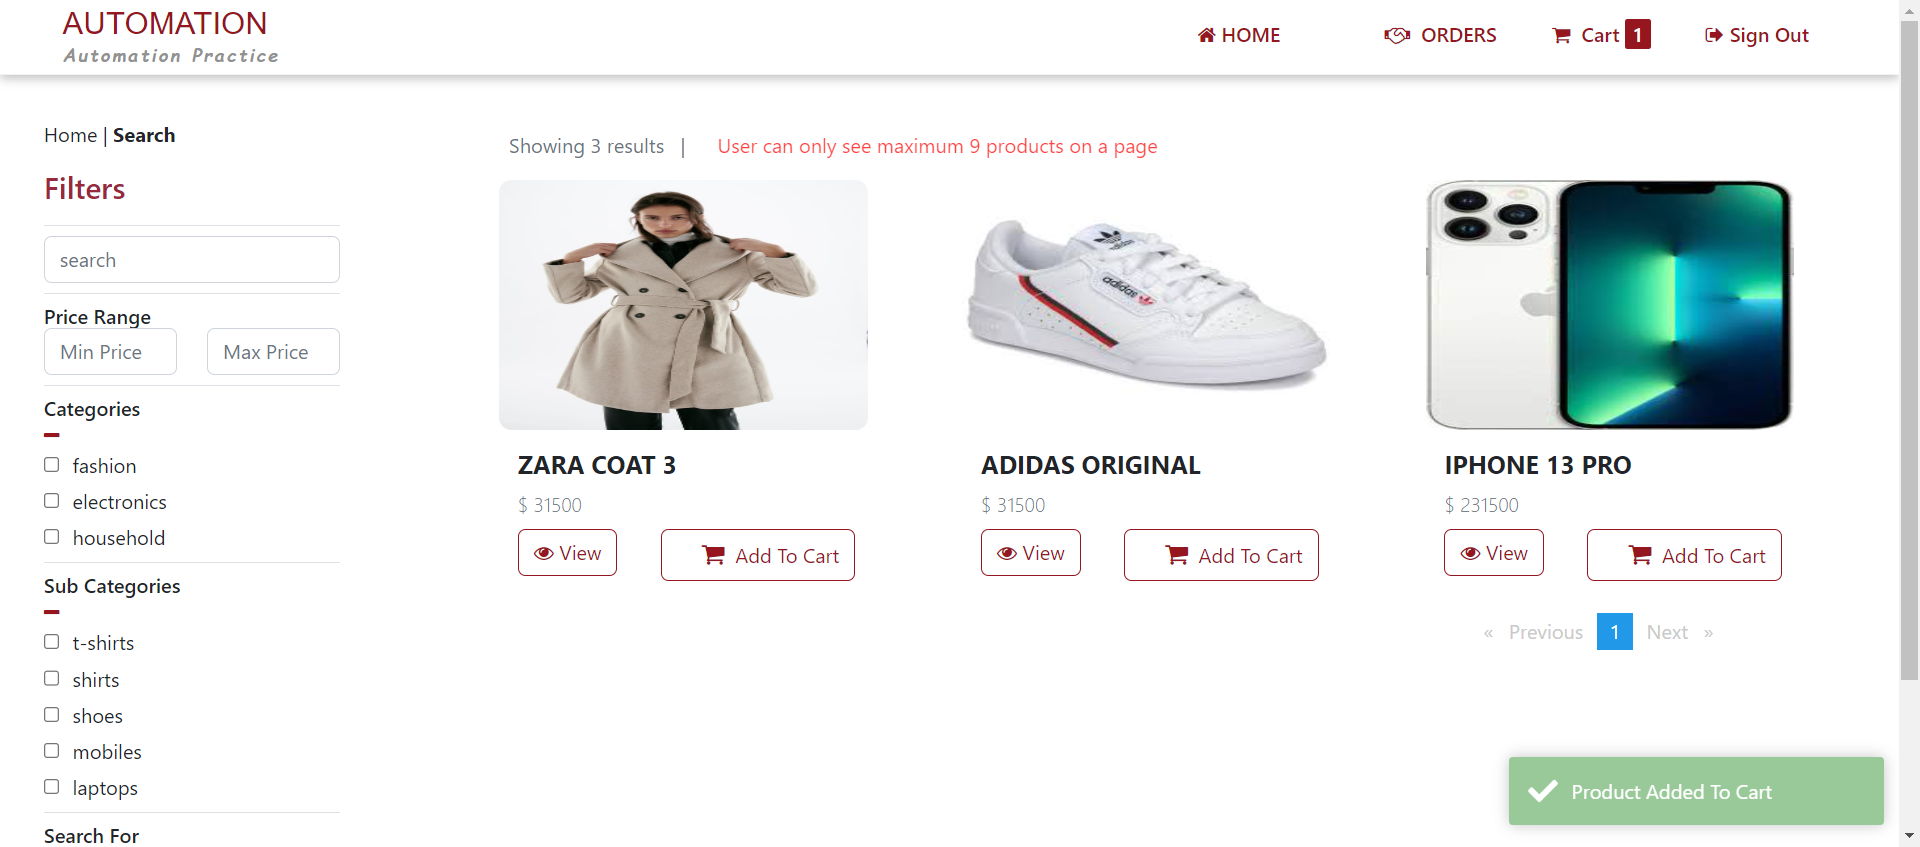 AUTOMATION
Automation Practice
HOME
ORDERS
Cart 1
Sign Out
Home | Search
Filters
search
Price Range
Min Price
Max Price
Categories
fashion
electronics
household
Sub Categories
t-shirts
shirts
shoes
mobiles
laptops
Search For
Showing 3 results | User can only see maximum 9 products on a page
adidas
adidas
ZARA COAT 3
$ 31500
View
Add To Cart
ADIDAS ORIGINAL
$ 31500
View
Add To Cart
IPHONE 13 PRO
$ 231500
View
Add To Cart
« Previous 1 Next »
Product Added To Cart